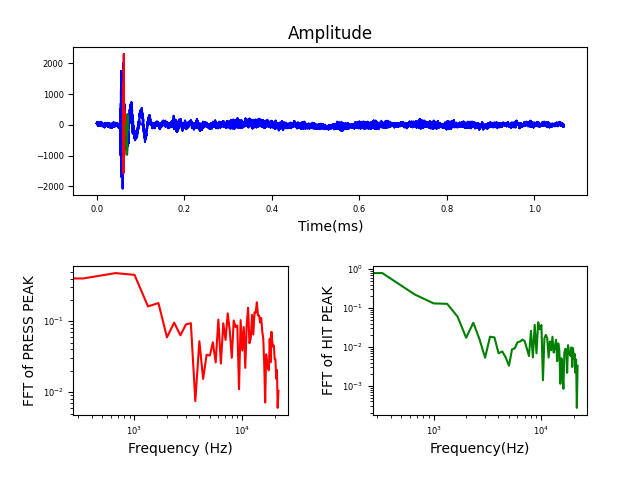 Amplitude
2000
1000
0
−1000
−2000
0.0 0.2 0.4 0.6 0.8 1.0
Time(ms)
FFT of PRESS PEAK
10⁻¹
10⁻²
10³ 10⁴
Frequency (Hz)
FFT of HIT PEAK
10⁰
10⁻¹
10⁻²
10⁻³
10³ 10⁴
Frequency(Hz)